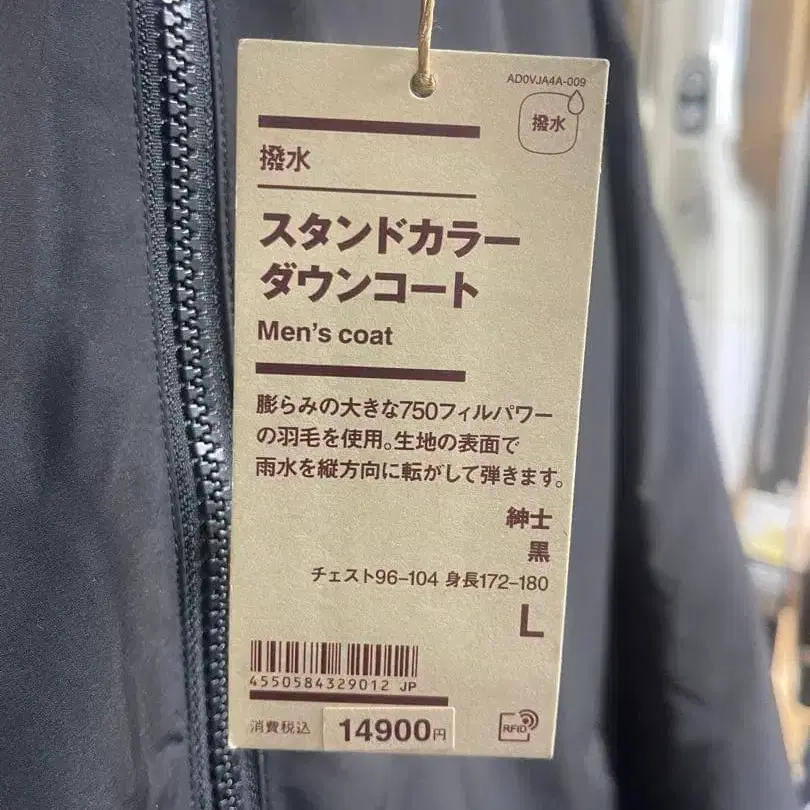 AD0VJA4A-009
撥水
撥水
スタンドカラー
ダウンコート
Men's coat
膨らみの大きな750フィルパワー
の羽毛を使用。生地の表面で
雨水を縦方向に転がして弾きます。
紳士
黒
チェスト96-104 身長172-180
L
4550584329012 JP
消費税込 14900円
RFID